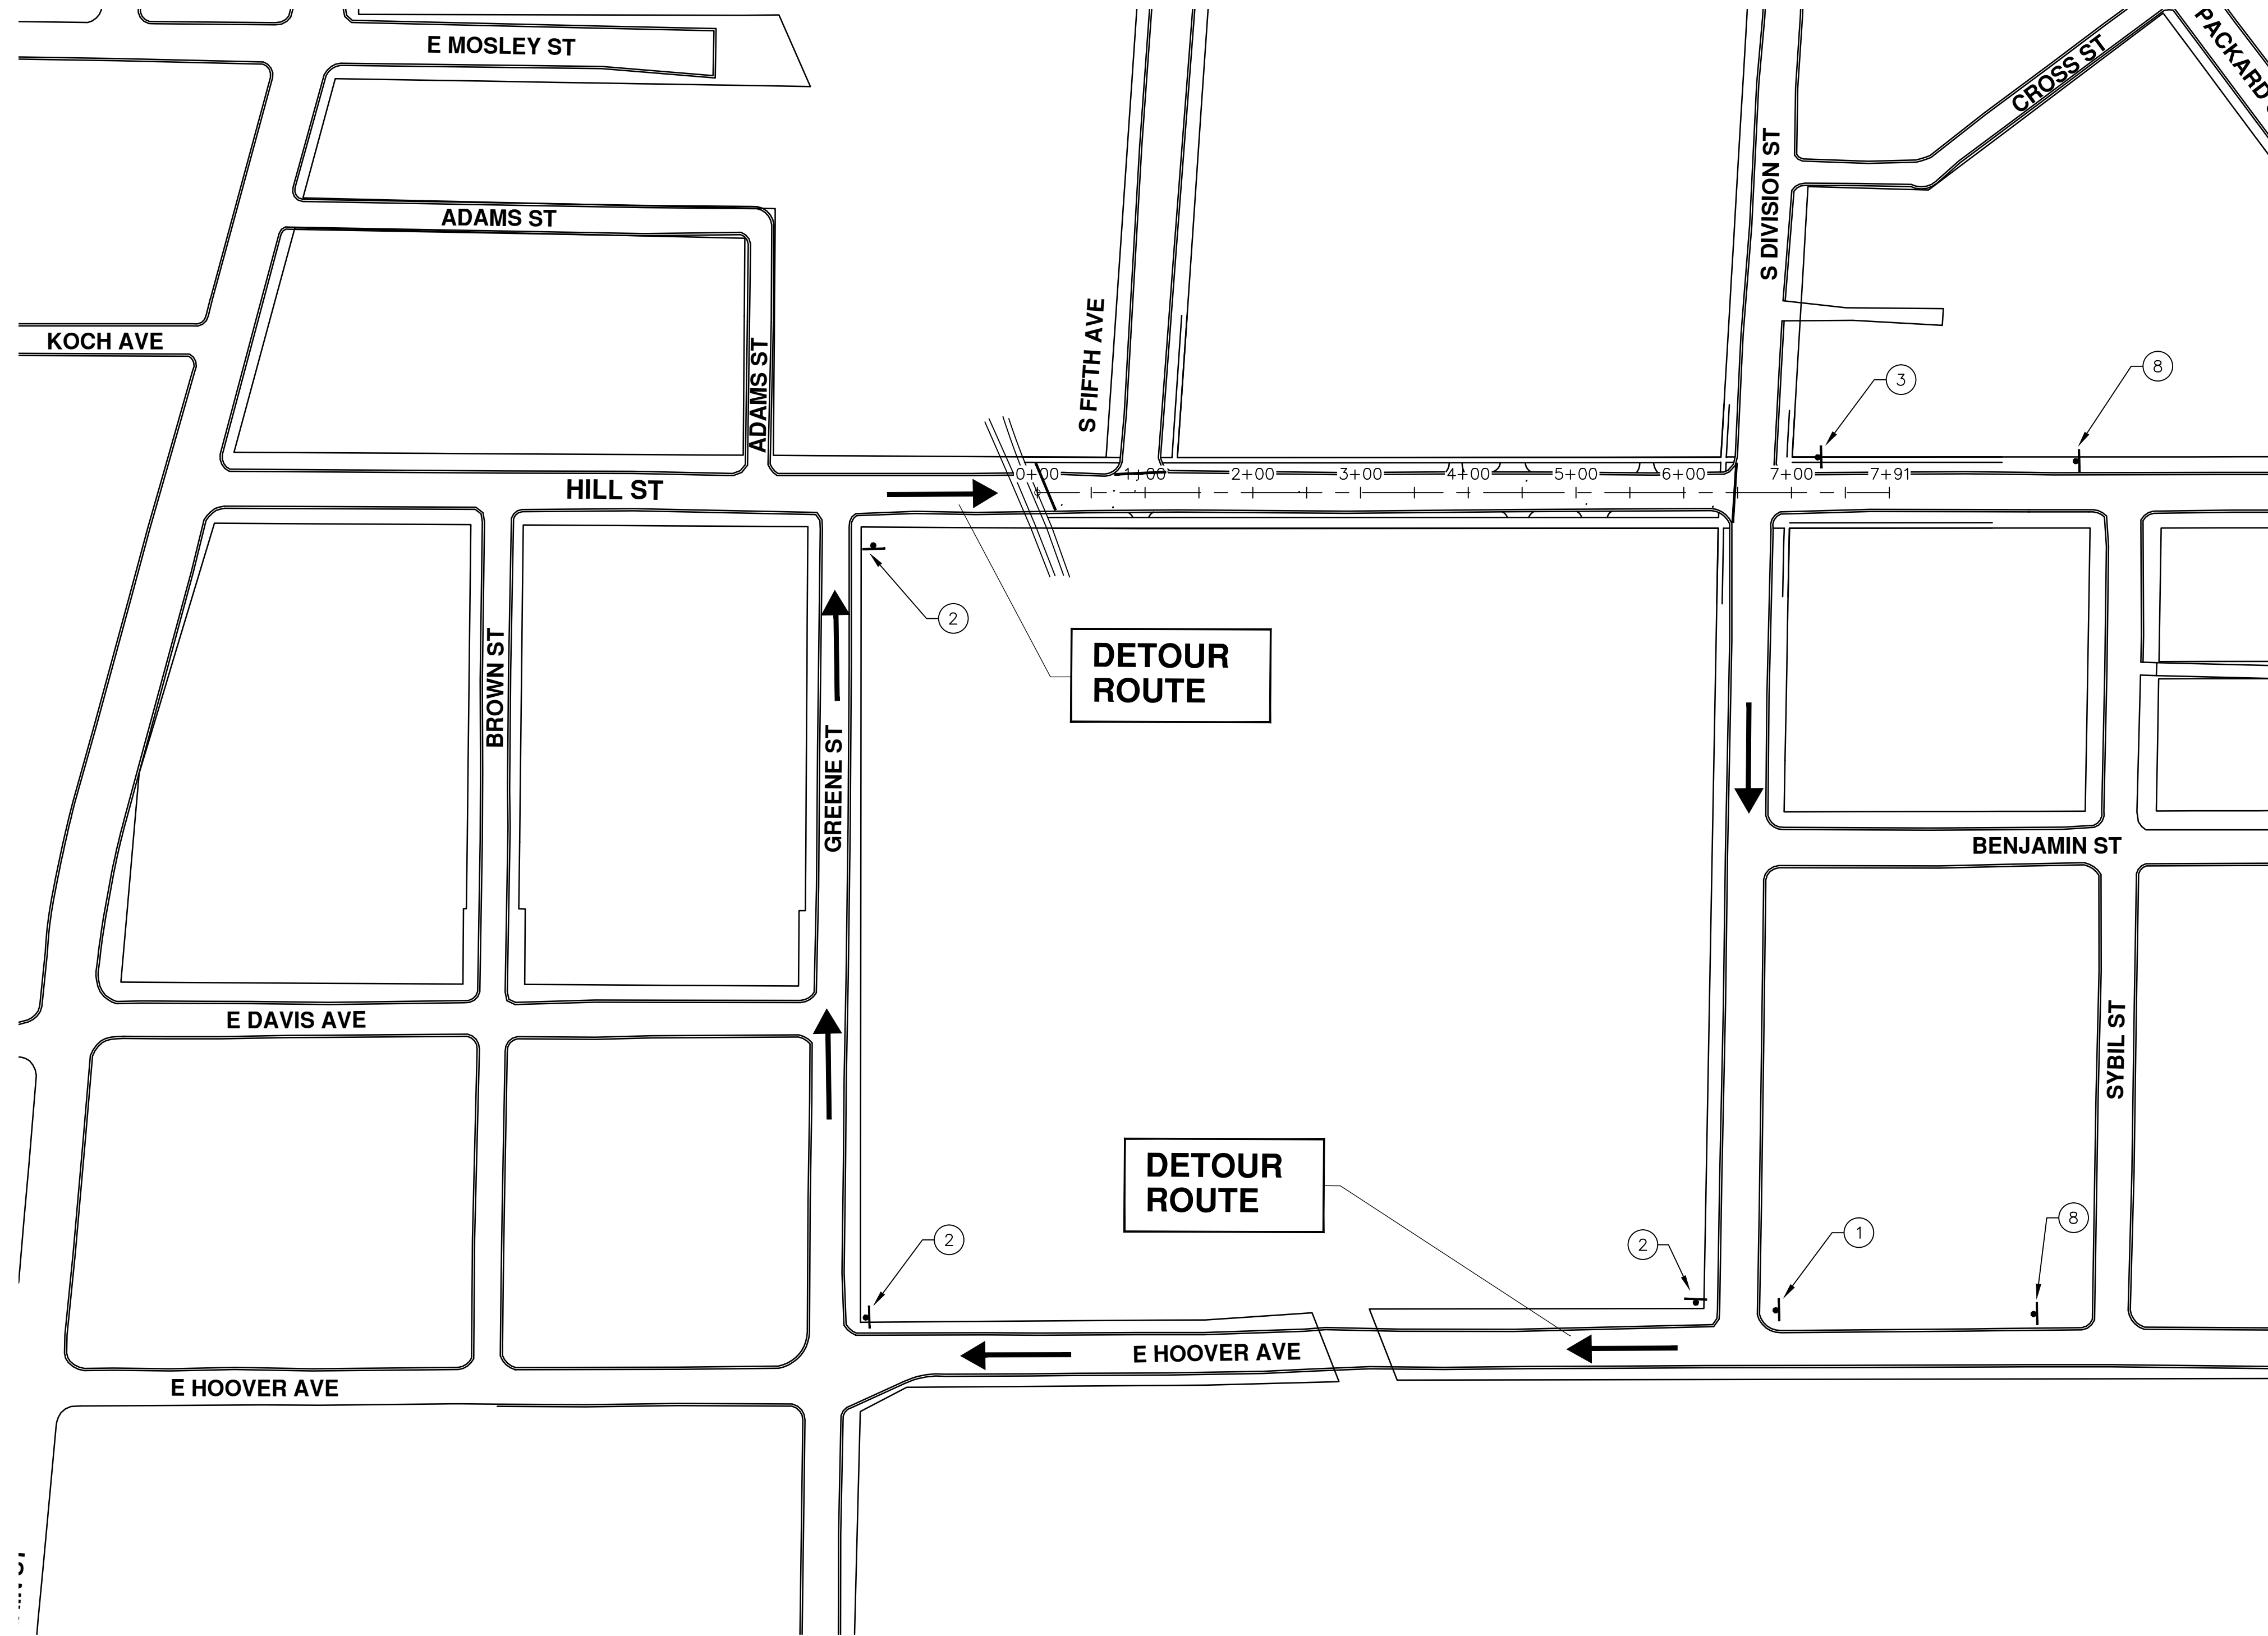 E MOSLEY ST
CROSS ST
PACKARD
ADAMS ST
S DIVISION ST
KOCH AVE
ADAMS ST
S FIFTH AVE
3
8
HILL ST
0+00
1+00
2+00
3+00
4+00
5+00
6+00
7+00
7+91
2
DETOUR
ROUTE
BROWN ST
GREENE ST
BENJAMIN ST
E DAVIS AVE
SYBIL ST
DETOUR
ROUTE
2
2
1
8
E HOOVER AVE
E HOOVER AVE